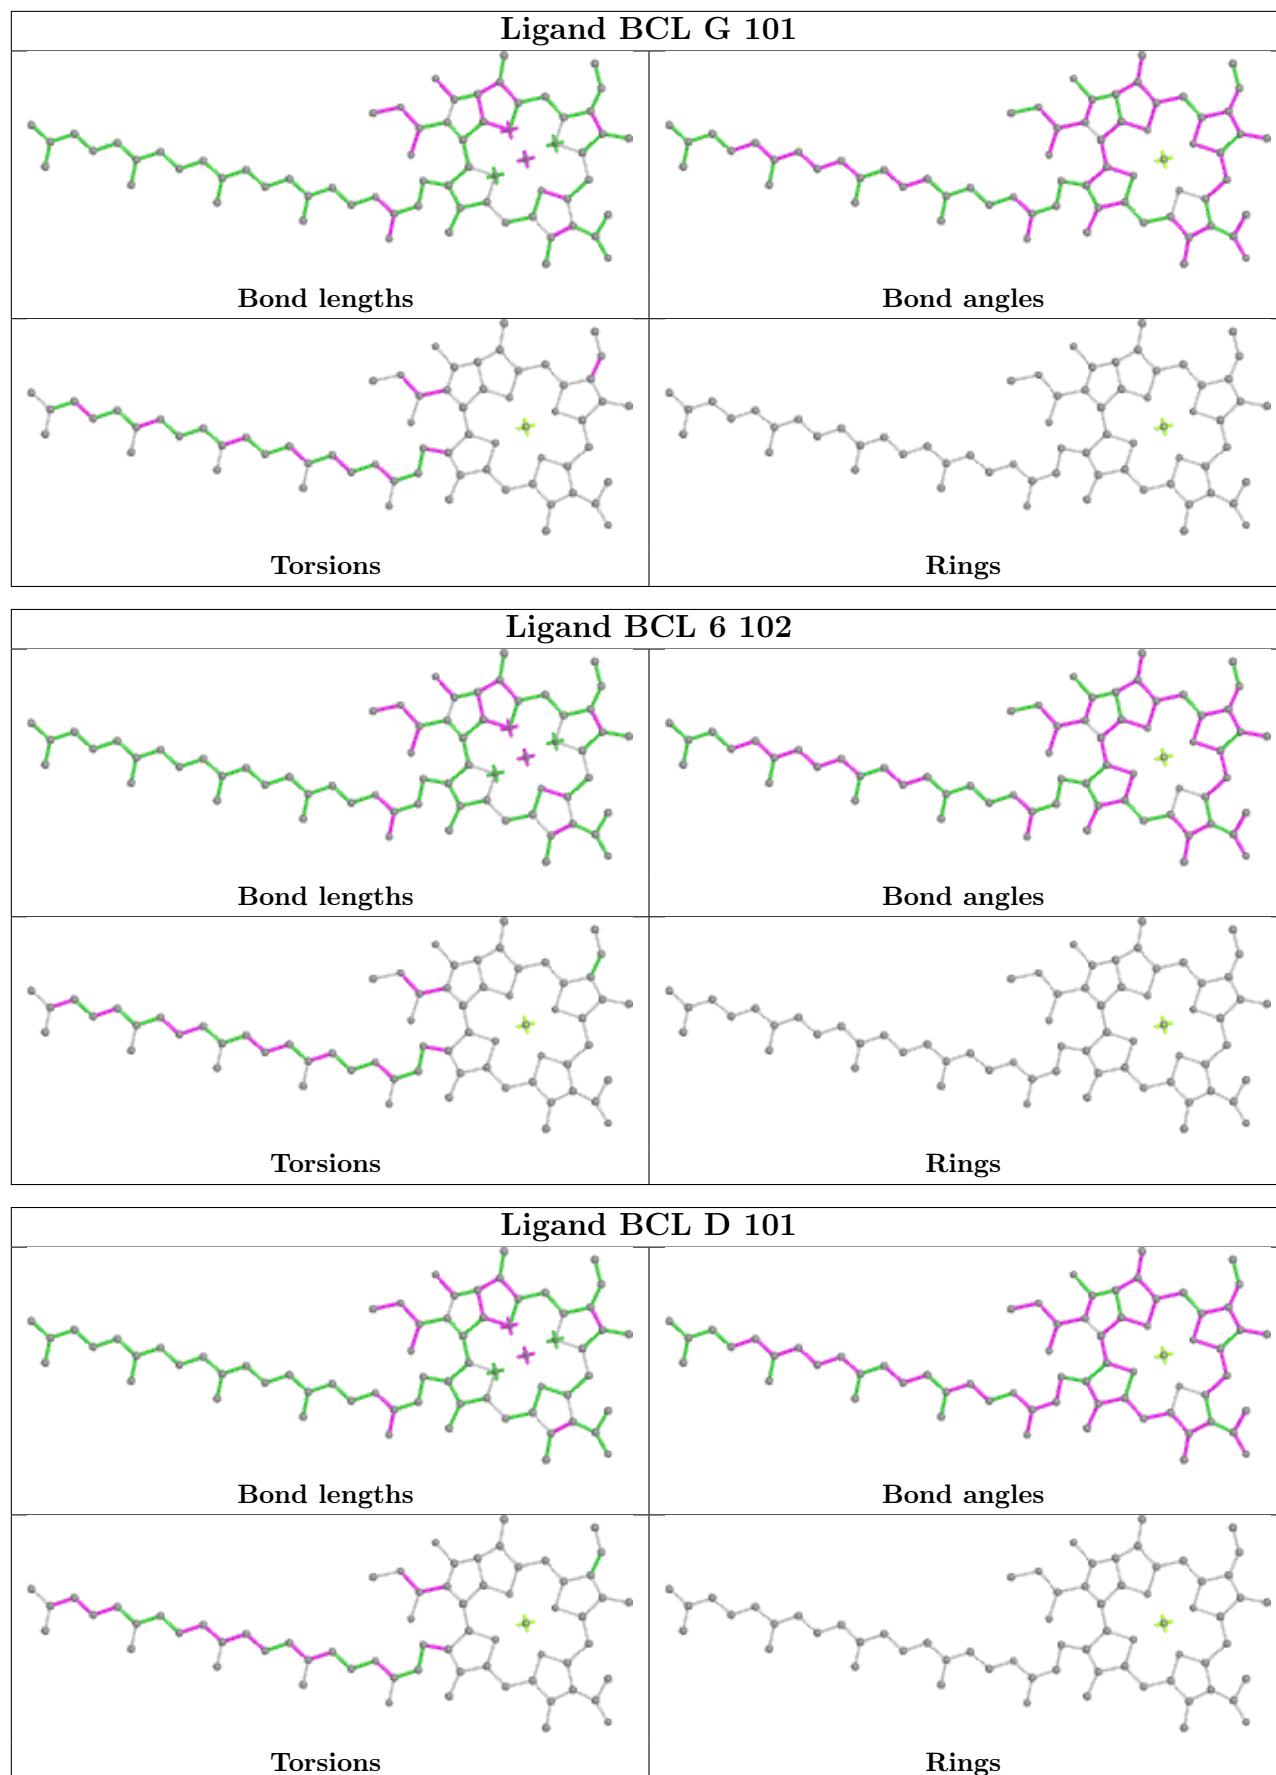 Ligand BCL G 101
Bond lengths
Bond angles
Torsions
Rings
Ligand BCL 6 102
Bond lengths
Bond angles
Torsions
Rings
Ligand BCL D 101
Bond lengths
Bond angles
Torsions
Rings